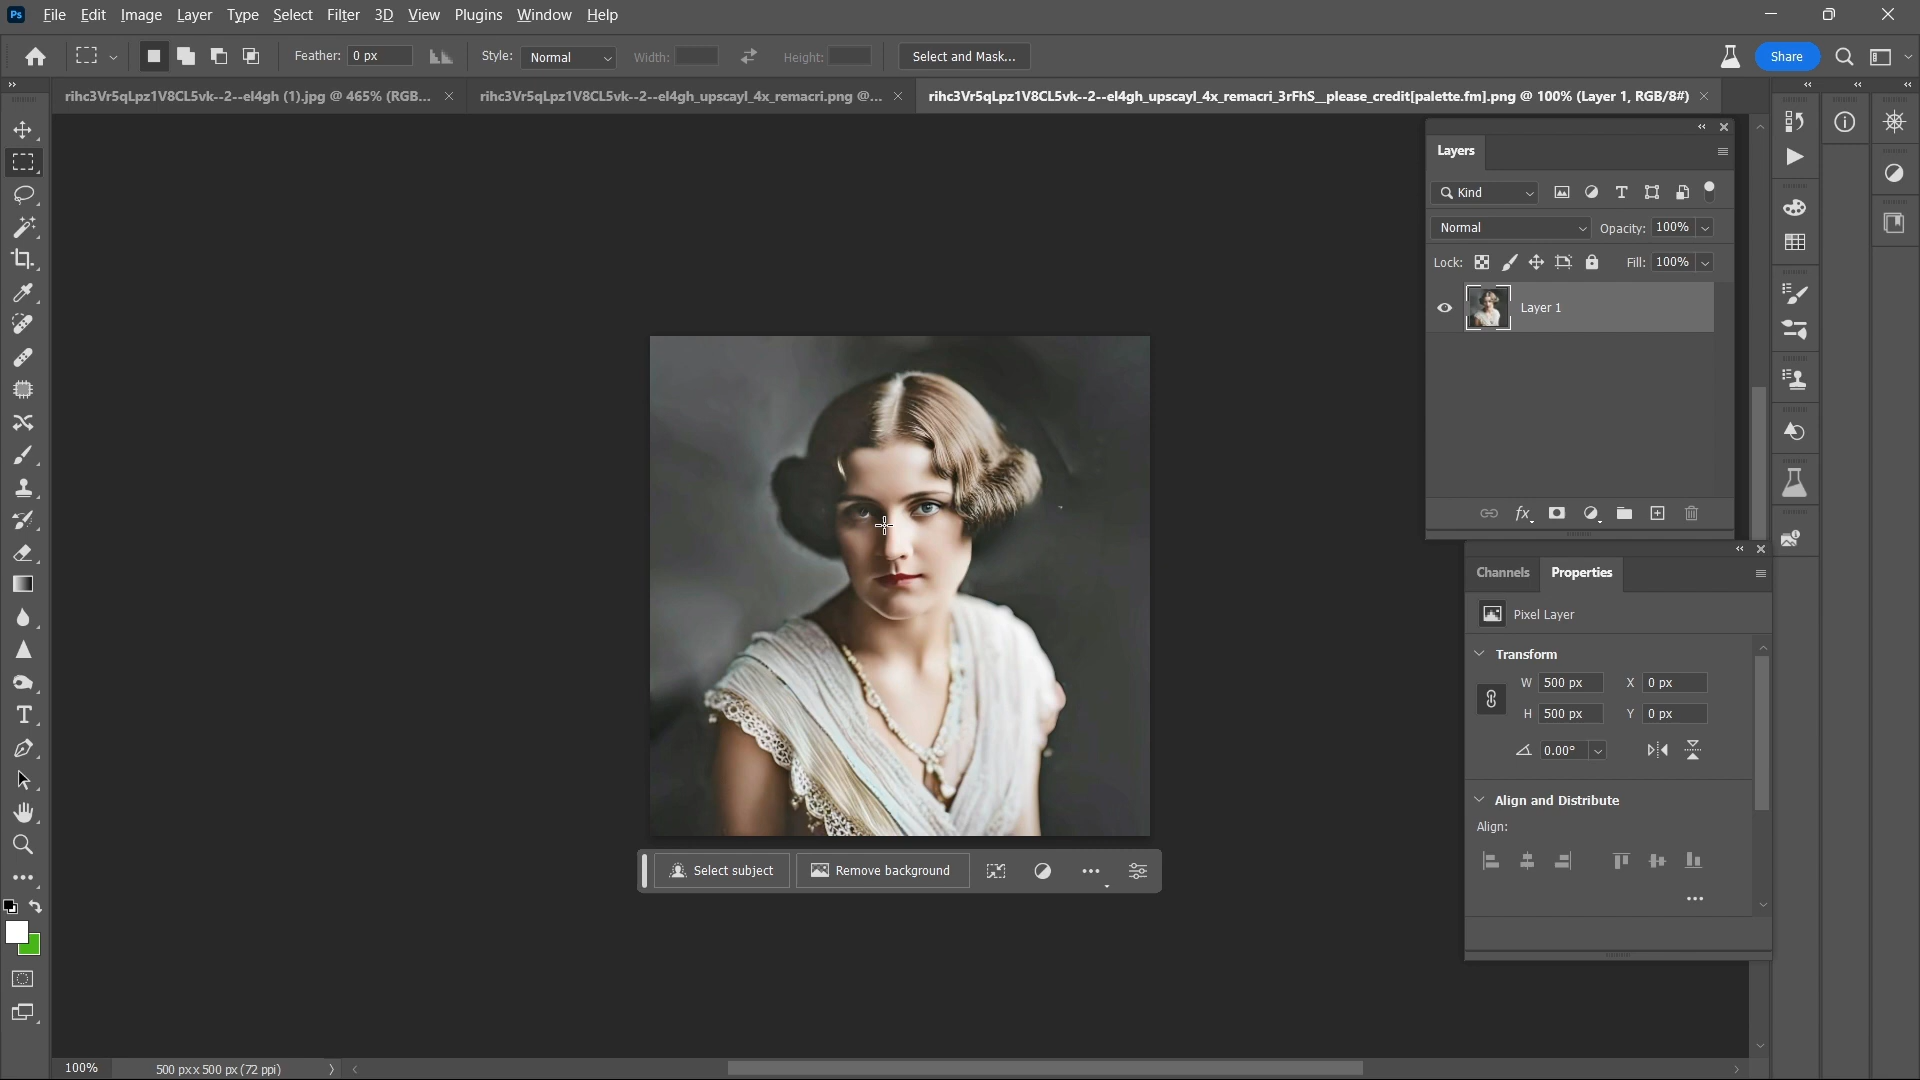 Ps File Edit Image Layer Type Select Filter 3D View Plugins Window Help
Feather: 0 px Style: Normal Width: Height: Select and Mask... Share
rihc3Vr5qLpz1V8CL5vk--2--el4gh (1).jpg @ 465% (RGB... rihc3Vr5qLpz1V8CL5vk--2--el4gh_upscayl_4x_remacri.png @... rihc3Vr5qLpz1V8CL5vk--2--el4gh_upscayl_4x_remacri_3rFhS__please_credit[palette.fm].png @ 100% (Layer 1, RGB/8#)
Layers
Kind
Normal Opacity: 100%
Lock: Fill: 100%
Layer 1
fx
Channels Properties
Pixel Layer
Transform
W 500 px X 0 px
H 500 px Y 0 px
0.00°
Align and Distribute
Align:
Select subject Remove background
100% 500 px x 500 px (72 ppi)